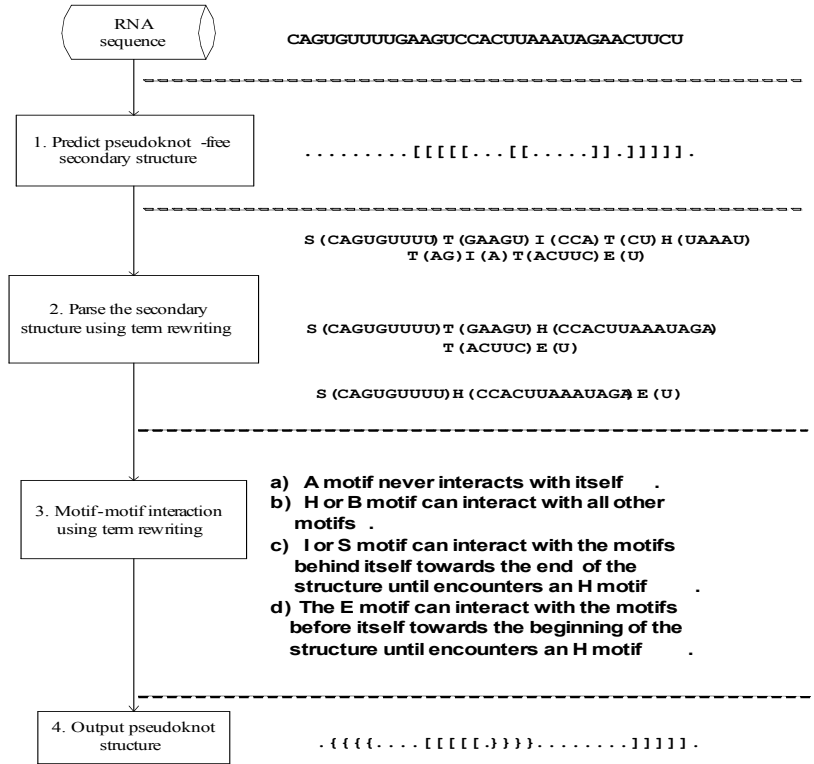 RNA
sequence
CAGUGUUUUGAAGUCCACUUAAAUAGAACUUCU
1. Predict pseudoknot -free
secondary structure
.........[[[[[...[[.....]].]]]]].
S(CAGUGUUUU)T(GAAGU)I(CCA)T(CU)H(UAAAU)
T(AG)I(A)T(ACUUC)E(U)
2. Parse the secondary
structure using term rewriting
S(CAGUGUUUU)T(GAAGU)H(CCACUUAAAUAGA)
T(ACUUC)E(U)
S(CAGUGUUUU)H(CCACUUAAAUAGA)E(U)
3. Motif-motif interaction
using term rewriting
a) A motif never interacts with itself .
b) H or B motif can interact with all other
motifs .
c) I or S motif can interact with the motifs
behind itself towards the end of the
structure until encounters an H motif .
d) The E motif can interact with the motifs
before itself towards the beginning of the
structure until encounters an H motif .
4. Output pseudoknot
structure
.{{{{....[[[[[.}}}}........]]]]].